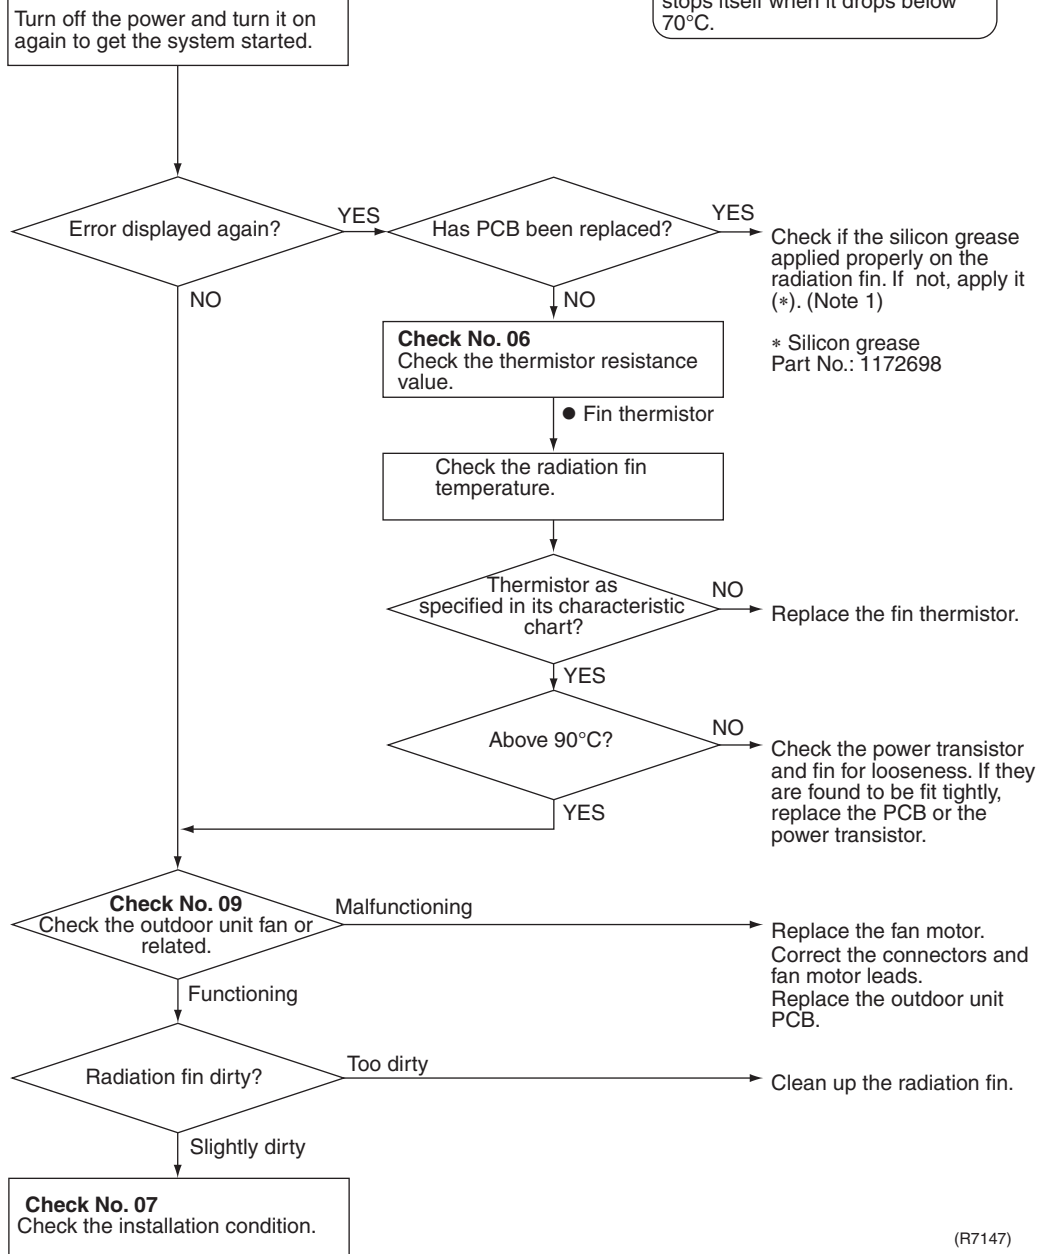 Turn off the power and turn it on
again to get the system started.
stops itself when it drops below
70°C.
Error displayed again?
YES
Has PCB been replaced?
YES
Check if the silicon grease
applied properly on the
radiation fin. If  not, apply it
(∗). (Note 1)
∗ Silicon grease
Part No.: 1172698
NO
NO
Check No. 06
Check the thermistor resistance
value.
● Fin thermistor
Check the radiation fin
temperature.
Thermistor as
specified in its characteristic
chart?
NO
Replace the fin thermistor.
YES
Above 90°C?
NO
Check the power transistor
and fin for looseness. If they
are found to be fit tightly,
replace the PCB or the
power transistor.
YES
Check No. 09
Check the outdoor unit fan or
related.
Malfunctioning
Replace the fan motor.
Correct the connectors and
fan motor leads.
Replace the outdoor unit
PCB.
Functioning
Radiation fin dirty?
Too dirty
Clean up the radiation fin.
Slightly dirty
Check No. 07
Check the installation condition.
(R7147)